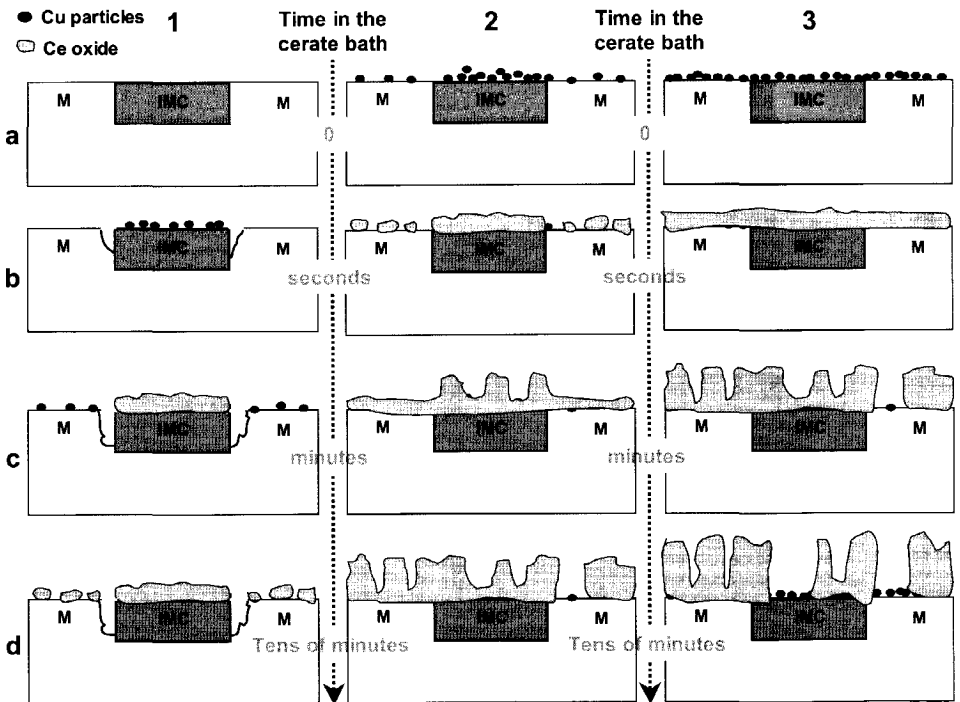 Cu particles
Ce oxide
1
Time in the
cerate bath
2
Time in the
cerate bath
3
a
M
IMC
M
0
M
IMC
M
0
M
IMC
M
b
M
IMC
M
seconds
M
IMC
M
seconds
M
IMC
M
c
M
IMC
M
minutes
M
IMC
M
minutes
M
IMC
M
d
M
IMC
M
Tens of minutes
M
IMC
M
Tens of minutes
M
IMC
M